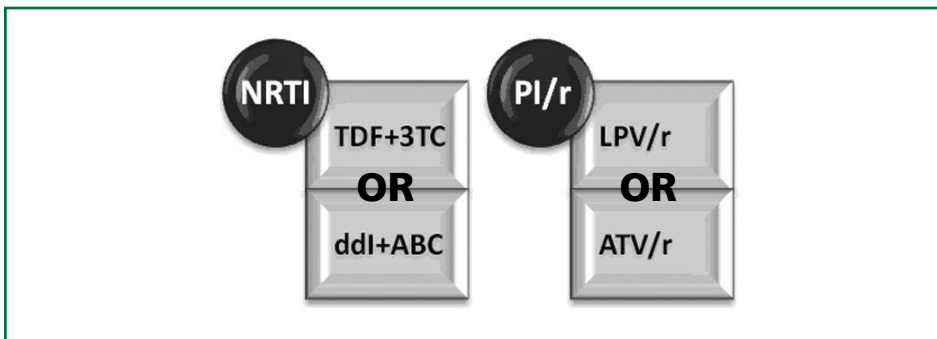 NRTI
TDF+3TC
OR
ddI+ABC
PI/r
LPV/r
OR
ATV/r